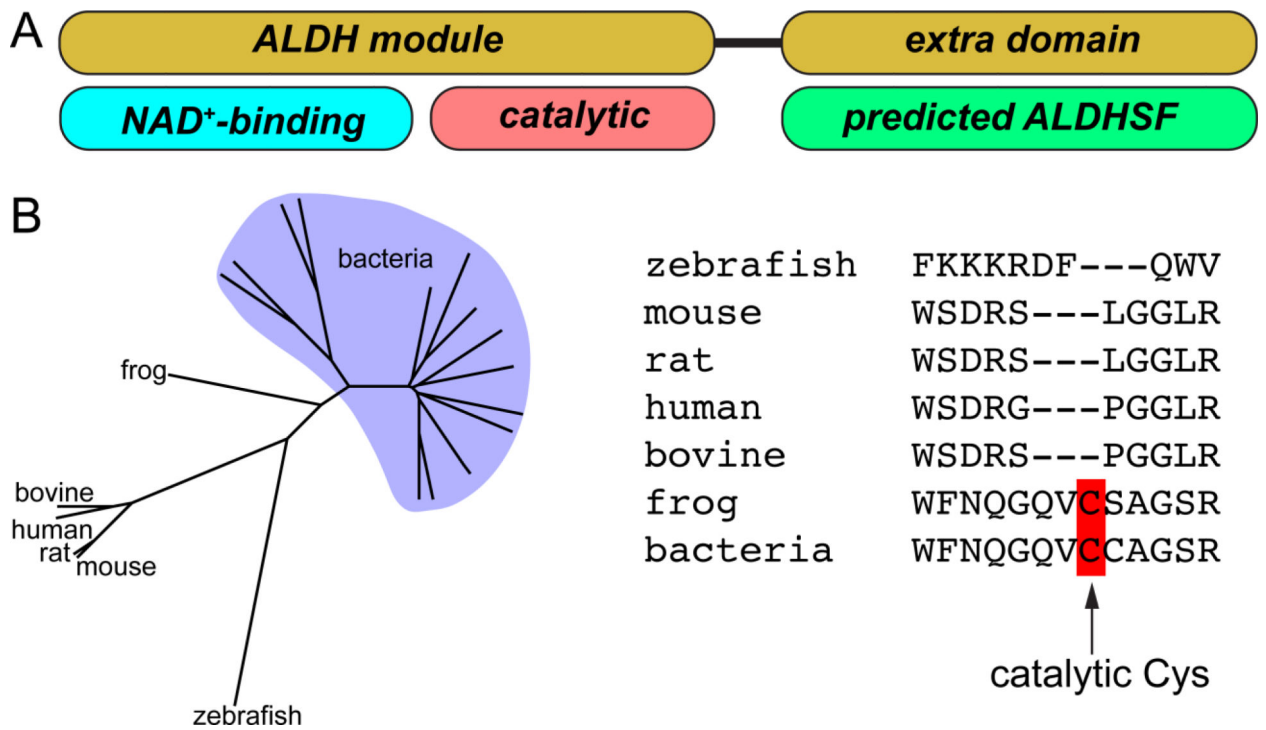 A
ALDH module
extra domain
NAD+-binding
catalytic
predicted ALDHSF
B
bacteria
frog
bovine
human
rat
mouse
zebrafish
zebrafish FKKKRDF---QWV
mouse WSDRS---LGGLR
rat WSDRS---LGGLR
human WSDRG---PGGLR
bovine WSDRS---PGGLR
frog WFNQGQVCSAGSR
bacteria WFNQGQVCCAGSR
catalytic Cys